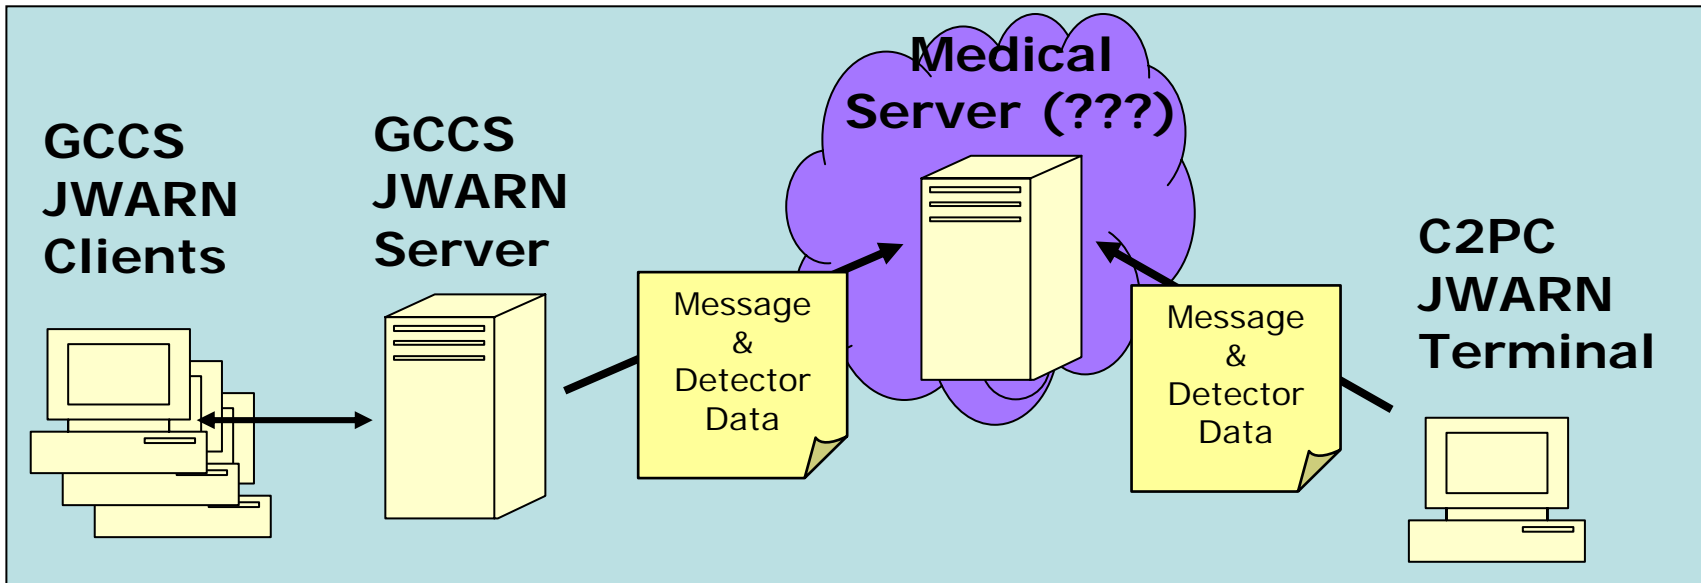 GCCS
JWARN
Clients
GCCS
JWARN
Server
Message
&
Detector
Data
Medical
Server (???)
Message
&
Detector
Data
C2PC
JWARN
Terminal